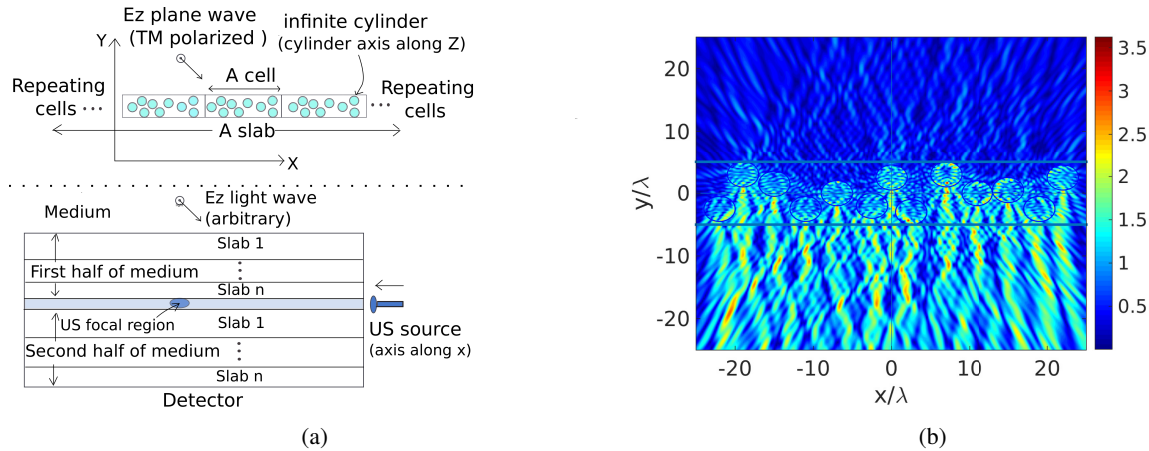 Ez plane wave
(TM polarized )
infinite cylinder
(cylinder axis along Z)
Y
A cell
Repeating
cells ···
··· Repeating
cells
A slab
X
Ez light wave
(arbitrary)
Medium
Slab 1
First half of medium
Slab n
US focal region
Slab 1
US source
(axis along x)
Second half of medium
Slab n
Detector
(a)
20
10
0
-10
-20
y/λ
-20 -10 0 10 20
x/λ
3.5
3
2.5
2
1.5
1
0.5
(b)